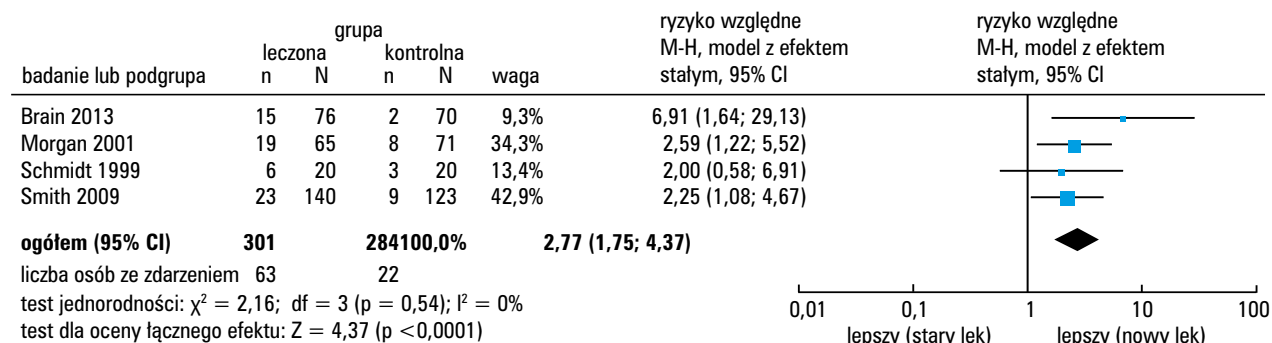 grupa
leczona kontrolna
badanie lub podgrupa n N n N waga
ryzyko względne
M-H, model z efektem
stałym, 95% CI
ryzyko względne
M-H, model z efektem
stałym, 95% CI
Brain 2013 15 76 2 70 9,3% 6,91 (1,64; 29,13)
Morgan 2001 19 65 8 71 34,3% 2,59 (1,22; 5,52)
Schmidt 1999 6 20 3 20 13,4% 2,00 (0,58; 6,91)
Smith 2009 23 140 9 123 42,9% 2,25 (1,08; 4,67)
ogółem (95% CI) 301 284100,0% 2,77 (1,75; 4,37)
liczba osób ze zdarzeniem 63 22
test jednorodności: χ² = 2,16; df = 3 (p = 0,54); I² = 0%
test dla oceny łącznego efektu: Z = 4,37 (p <0,0001)
0,01 0,1 1 10 100
lepszy (stary lek) lepszy (nowy lek)